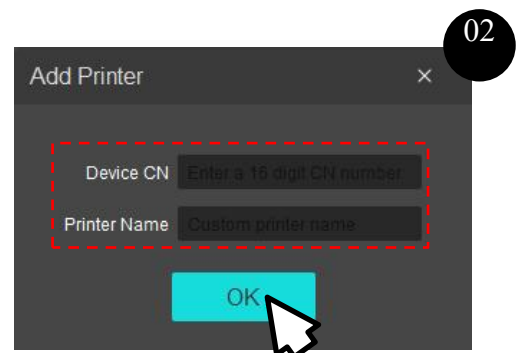 02
Add Printer ×
Device CN Enter a 16 digit CN number
Printer Name Custom printer name
OK